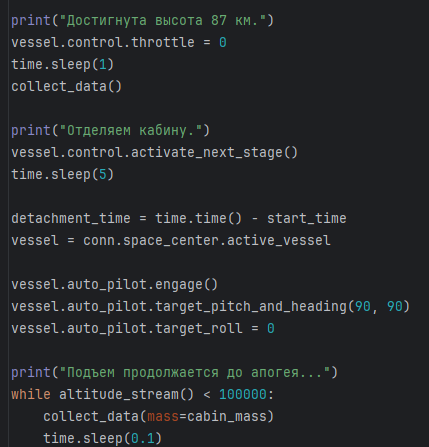 print("Достигнута высота 87 км.")
vessel.control.throttle = 0
time.sleep(1)
collect_data()
print("Отделяем кабину.")
vessel.control.activate_next_stage()
time.sleep(5)
detachment_time = time.time() - start_time
vessel = conn.space_center.active_vessel
vessel.auto_pilot.engage()
vessel.auto_pilot.target_pitch_and_heading(90, 90)
vessel.auto_pilot.target_roll = 0
print("Подъем продолжается до апогея...")
while altitude_stream() < 100000:
    collect_data(mass=cabin_mass)
    time.sleep(0.1)